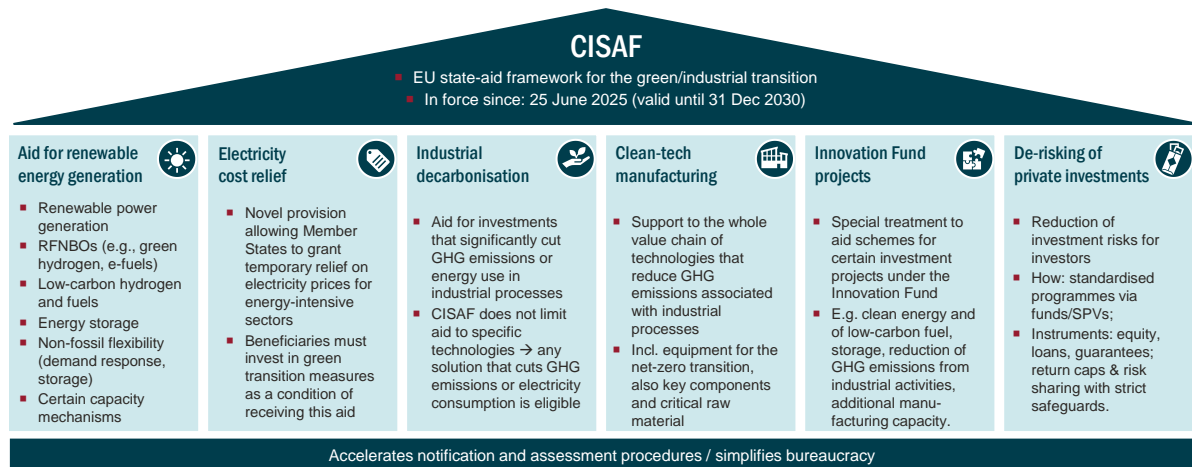 CISAF
EU state-aid framework for the green/industrial transition
In force since: 25 June 2025 (valid until 31 Dec 2030)
Aid for renewable
energy generation
Renewable power
generation
RFNBOs (e.g., green
hydrogen, e-fuels)
Low-carbon hydrogen
and fuels
Energy storage
Non-fossil flexibility
(demand response,
storage)
Certain capacity
mechanisms
Electricity
cost relief
Novel provision
allowing Member
States to grant
temporary relief on
electricity prices for
energy-intensive
sectors
Beneficiaries must
invest in green
transition measures
as a condition of
receiving this aid
Industrial
decarbonisation
Aid for investments
that significantly cut
GHG emissions or
energy use in
industrial processes
CISAF does not limit
aid to specific
technologies → any
solution that cuts GHG
emissions or electricity
consumption is eligible
Clean-tech
manufacturing
Support to the whole
value chain of
technologies that
reduce GHG
emissions associated
with industrial
processes
Incl. equipment for the
net-zero transition,
also key components
and critical raw
material
Innovation Fund
projects
Special treatment to
aid schemes for
certain investment
projects under the
Innovation Fund
E.g. clean energy and
of low-carbon fuel,
storage, reduction of
GHG emissions from
industrial activities,
additional manu-
facturing capacity.
De-risking of
private investments
Reduction of
investment risks for
investors
How: standardised
programmes via
funds/SPVs;
Instruments: equity,
loans, guarantees;
return caps & risk
sharing with strict
safeguards.
Accelerates notification and assessment procedures / simplifies bureaucracy